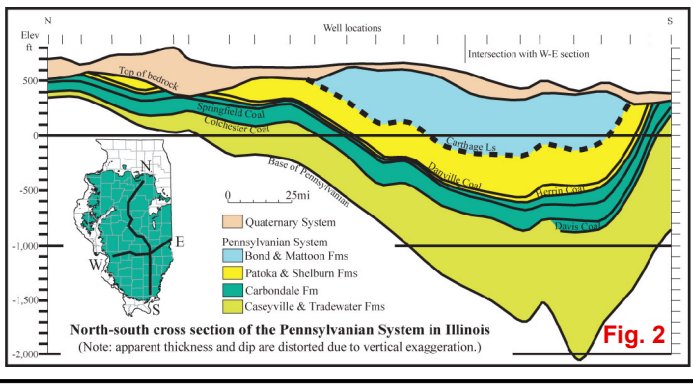 N
Well locations
S
Elev
ft
Intersection with W-E section
500
0
-500
-1,000
-1,500
-2,000
Top of bedrock
Springfield Coal
Colchester Coal
Carthage Ls
Base of Pennsylvanian
Danville Coal
Herrin Coal
Davis Coal
N
E
W
S
0 25mi
Quaternary System
Pennsylvanian System
Bond & Mattoon Fms
Patoka & Shelburn Fms
Carbondale Fm
Caseyville & Tradewater Fms
North-south cross section of the Pennsylvanian System in Illinois
(Note: apparent thickness and dip are distorted due to vertical exaggeration.)
Fig. 2